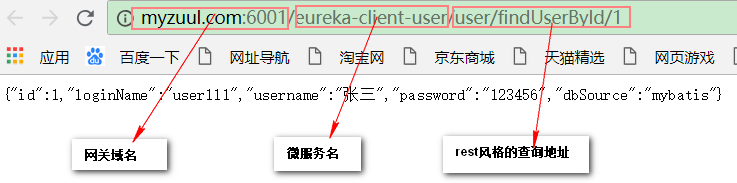 myzuul.com:6001/eureka-client-user/user/findUserById/1
应用 百度一下 网址导航 淘宝网 京东商城 天猫精选 网页游戏
{"id":1,"loginName":"user111","username":"张三","password":"123456","dbSource":"mybatis"}
网关域名 微服务名 rest风格的查询地址